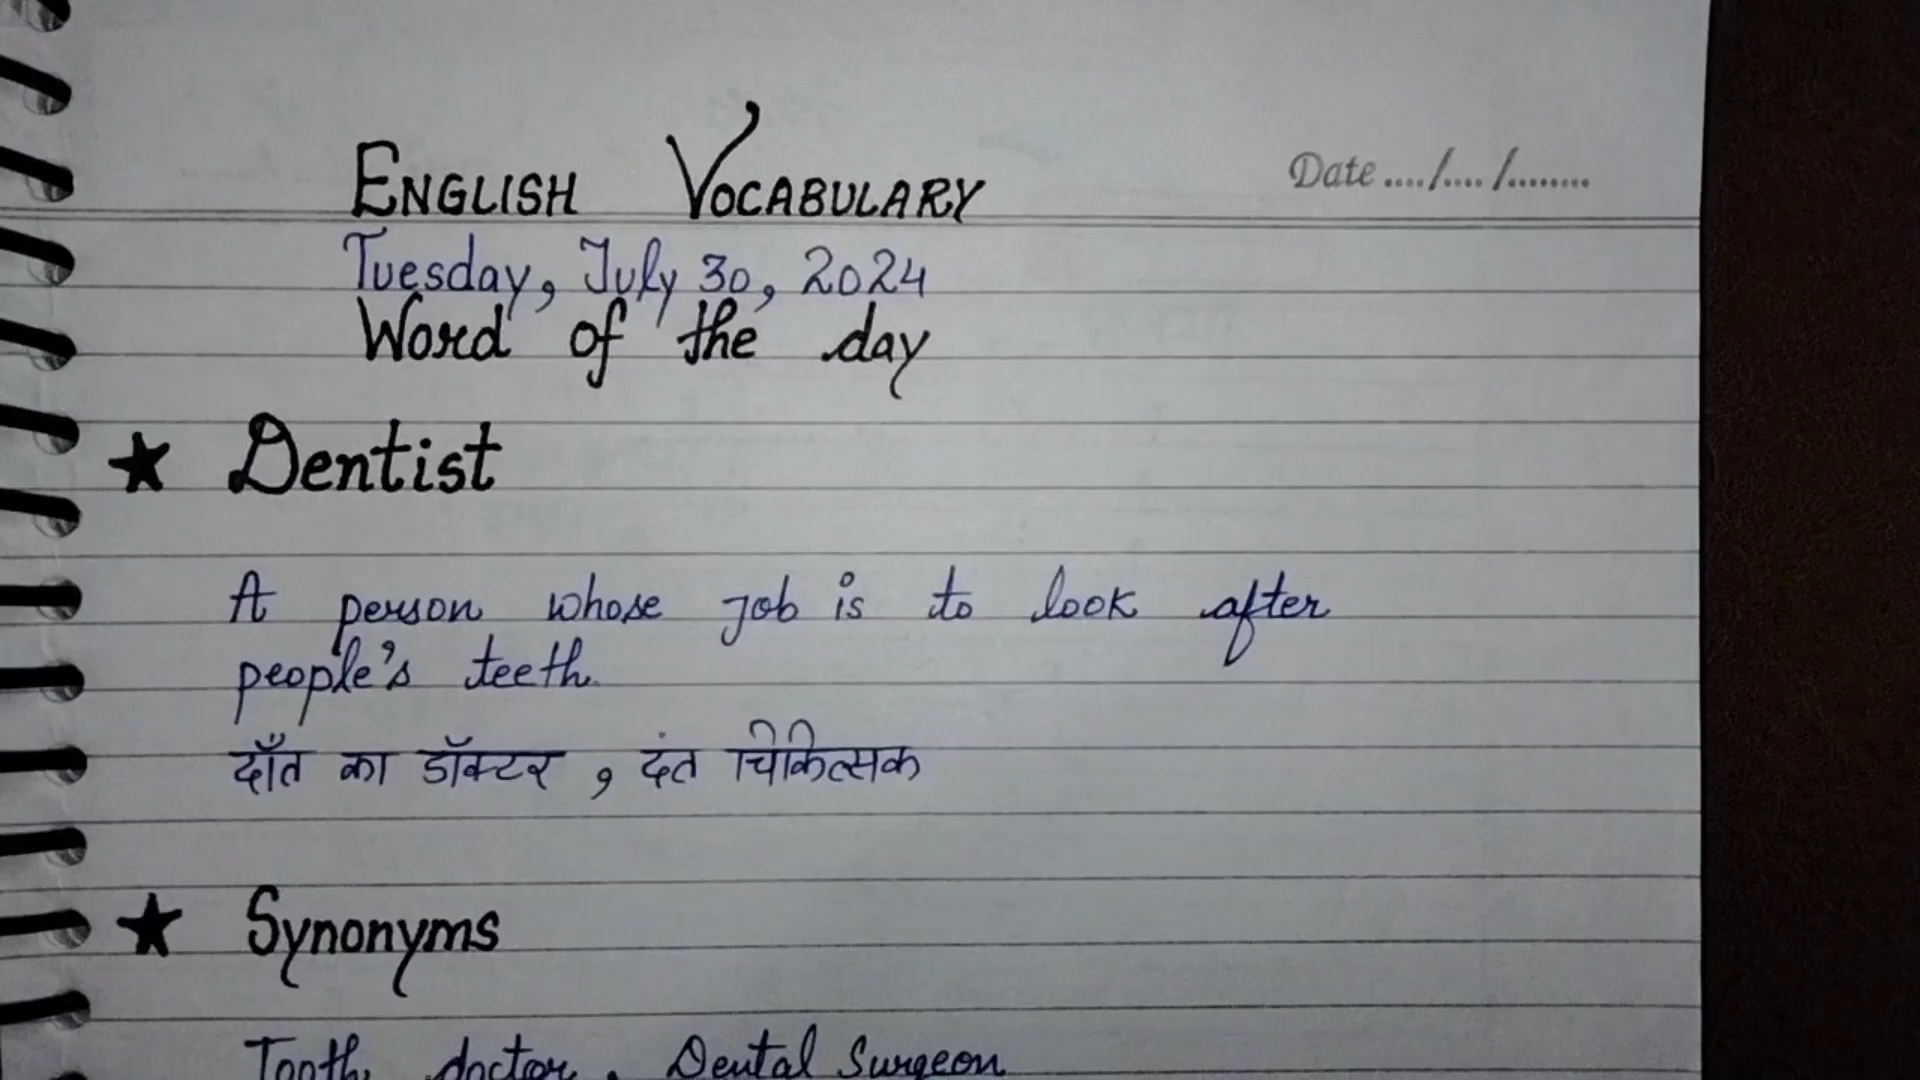 ENGLISH VOCABULARY
Date ..../..../........
Tuesday, July 30, 2024
Word of the day
★ Dentist
A person whose job is to look after
people's teeth.
दाँत का डॉक्टर, दंत चिकित्सक
★ Synonyms
Tooth doctor, Dental Surgeon